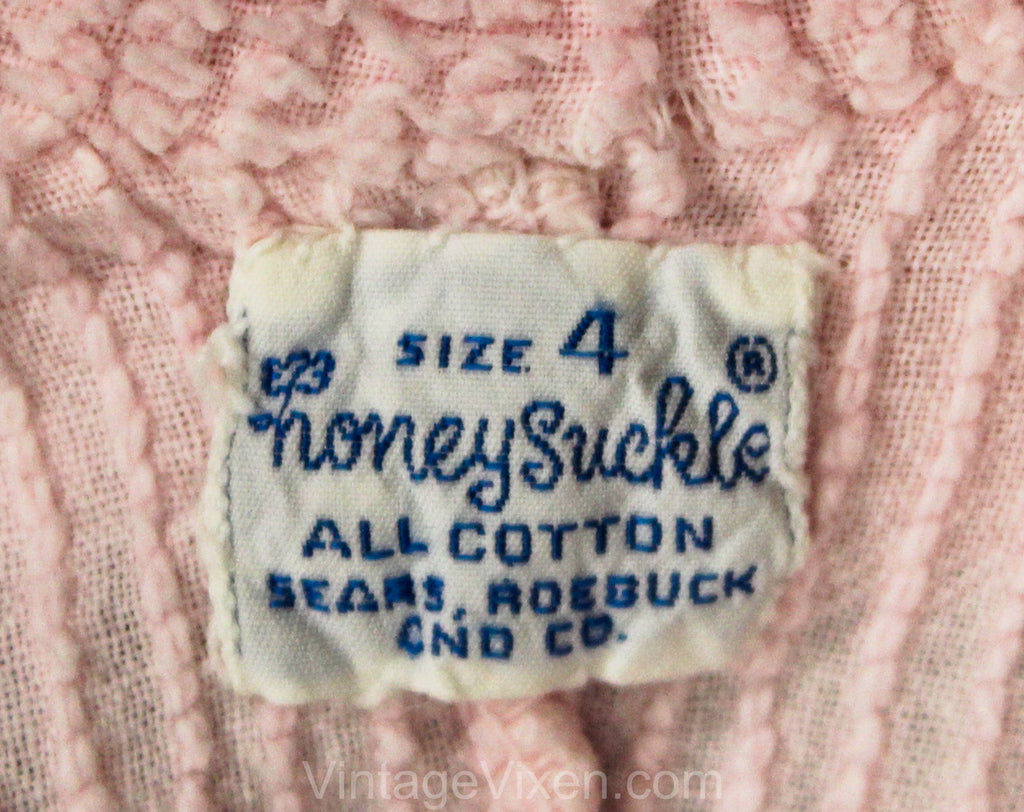 SIZE 4
honeySuckle ®
ALL COTTON
SEARS, ROEBUCK
AND CO.
VintageVixen.com